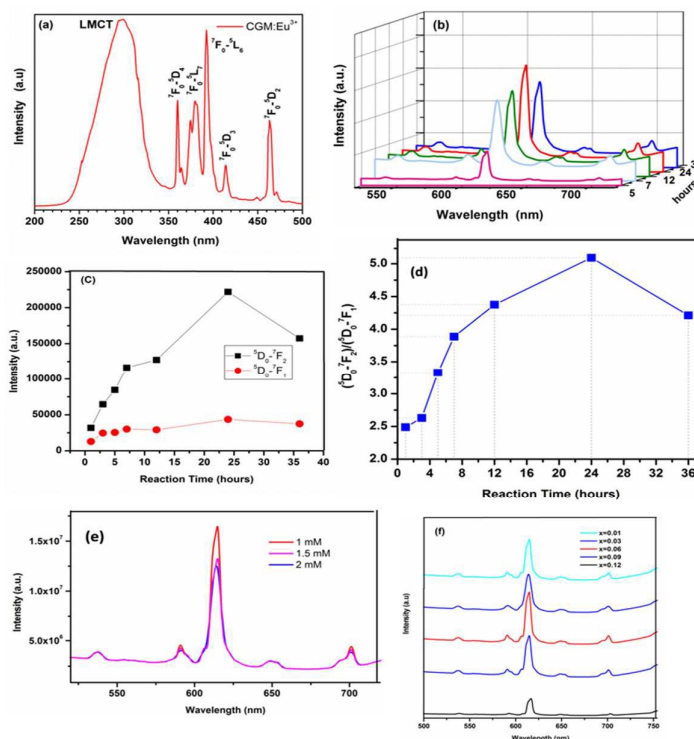 (a)
LMCT
CGM:Eu³⁺
⁷F₀-⁵D₄
⁷F₀-⁵L₇
⁷F₀-⁵L₆
⁷F₀-⁵D₃
⁷F₀-⁵D₂
Intensity (a.u)
200 250 300 350 400 450 500
Wavelength (nm)
(b)
Intensity (a.u.)
550 600 650 700
5 7 12 24 3
hours
Wavelength (nm)
(C)
250000
200000
150000
100000
50000
0
Intensity (a.u.)
⁵D₀-⁷F₂
⁵D₀-⁷F₁
0 5 10 15 20 25 30 35 40
Reaction Time (hours)
(d)
5.0
4.5
4.0
3.5
3.0
2.5
2.0
(⁵D₀-⁷F₂)/(⁵D₀-⁷F₁)
0 4 8 12 16 20 24 28 32 36
Reaction Time (hours)
(e)
1.5x10⁷
1.0x10⁷
5.0x10⁶
Intensity (a.u)
1 mM
1.5 mM
2 mM
550 600 650 700
Wavelength (nm)
(f)
x=0.01
x=0.03
x=0.06
x=0.09
x=0.12
Intensity (a.u)
500 550 600 650 700 750
Wavelength(nm)